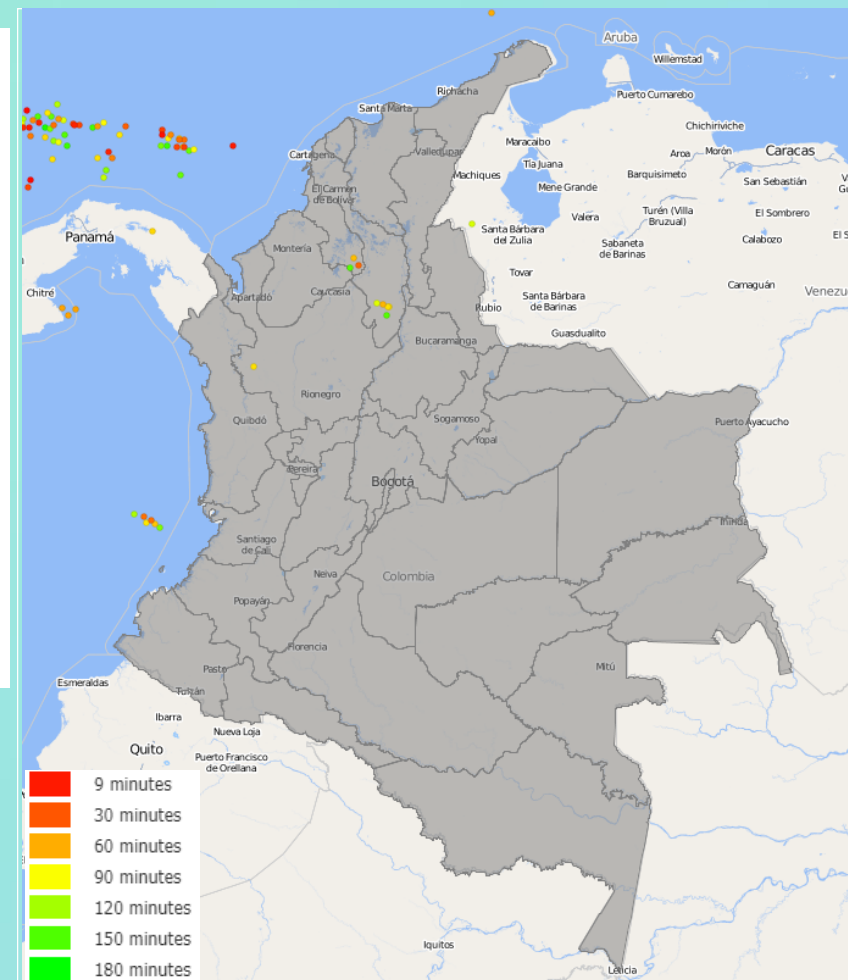 Aruba
Willemstad
Puerto Cumarebo
Riohacha
Santa Marta
Chichiriviche
Cartagena
Maracaibo
Aroa
Morón
Caracas
Valledupar
Tía Juana
Machiques
Barquisimeto
San Sebastián
El Carmen
de Bolívar
Mene Grande
Valera
Turén (Villa
Bruzual)
El Sombrero
Panamá
Santa Bárbara
del Zulia
Montería
Sabaneta
de Barinas
Calabozo
El S
Tovar
Camaguán
Venezue
Chitré
Apartadó
Caucasia
Rubio
Santa Bárbara
de Barinas
Guasdualito
Bucaramanga
Rionegro
Quibdó
Sogamoso
Puerto Ayacucho
Yopal
Pereira
Bogotá
Inírida
Santiago
de Cali
Neiva
Colombia
Popayán
Florencia
Mitú
Pasto
Esmeraldas
Tulcán
Ibarra
Nueva Loja
Quito
Puerto Francisco
de Orellana
9 minutes
30 minutes
60 minutes
90 minutes
120 minutes
150 minutes
180 minutes
Iquitos
Leticia